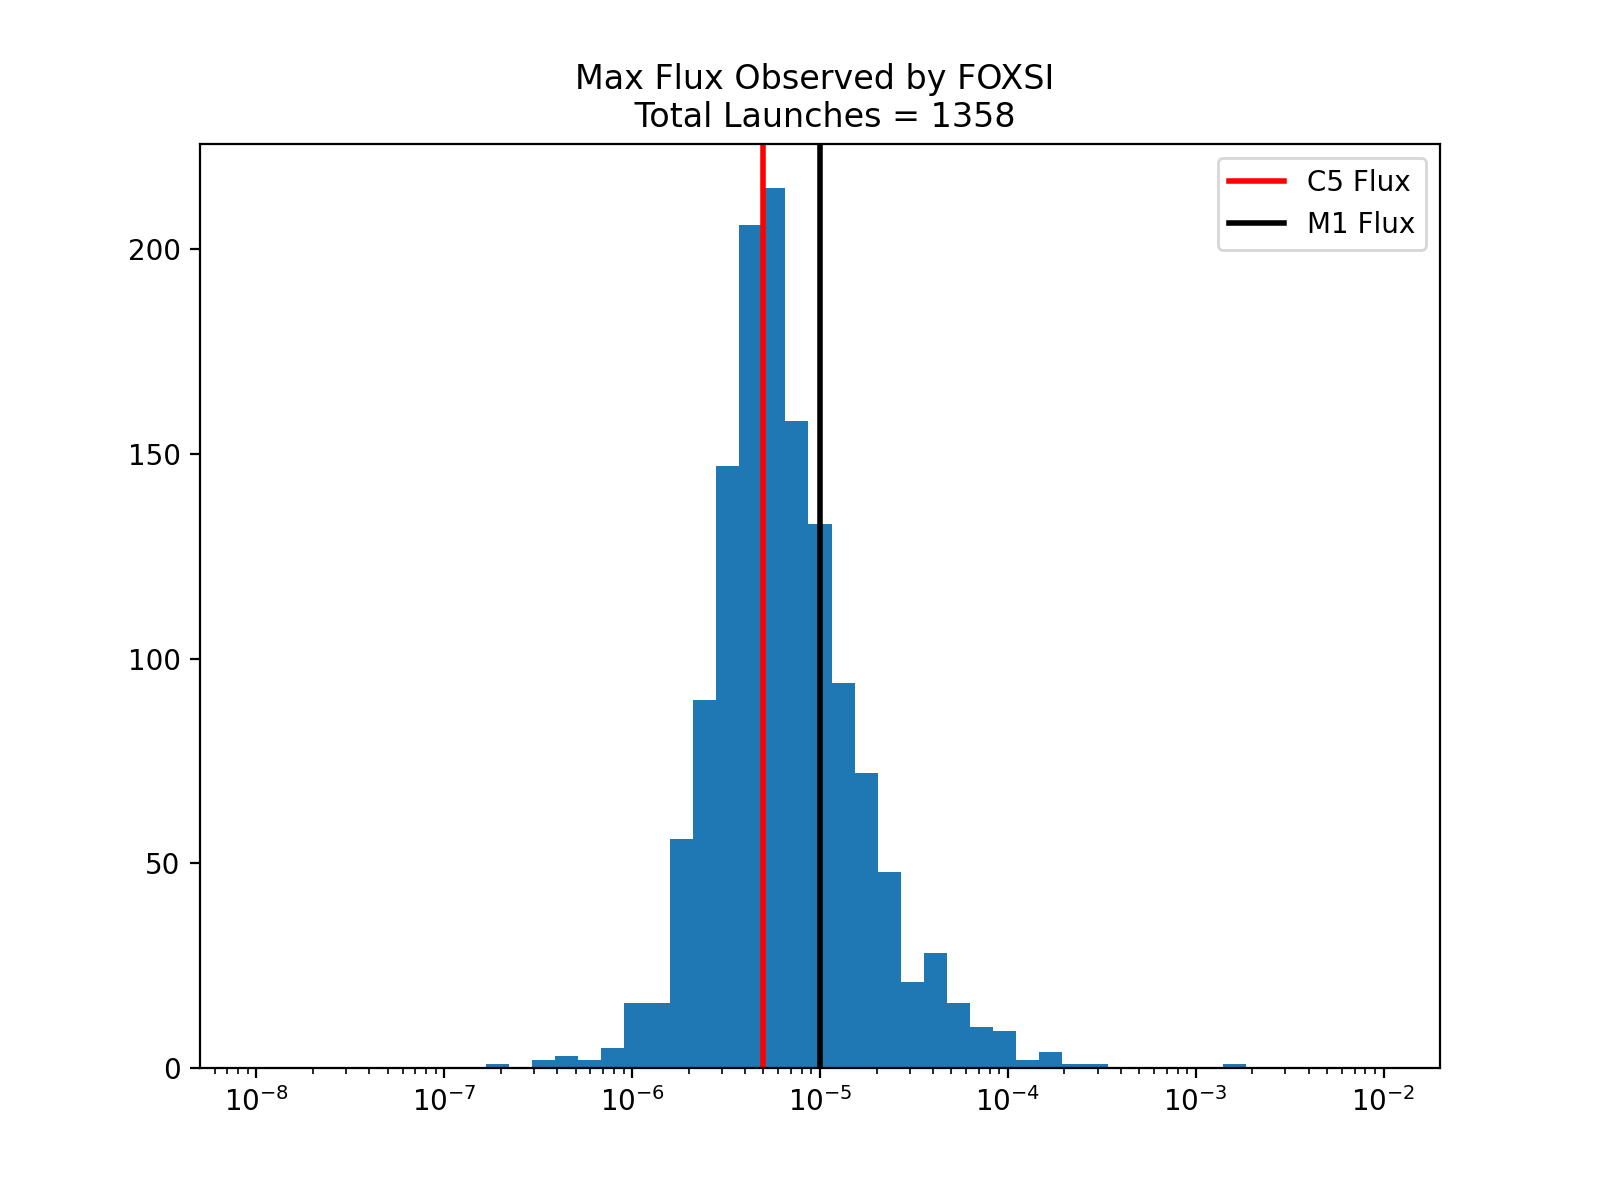 Max Flux Observed by FOXSI
Total Launches = 1358
C5 Flux
M1 Flux
200
150
100
50
0
10⁻⁸ 10⁻⁷ 10⁻⁶ 10⁻⁵ 10⁻⁴ 10⁻³ 10⁻²